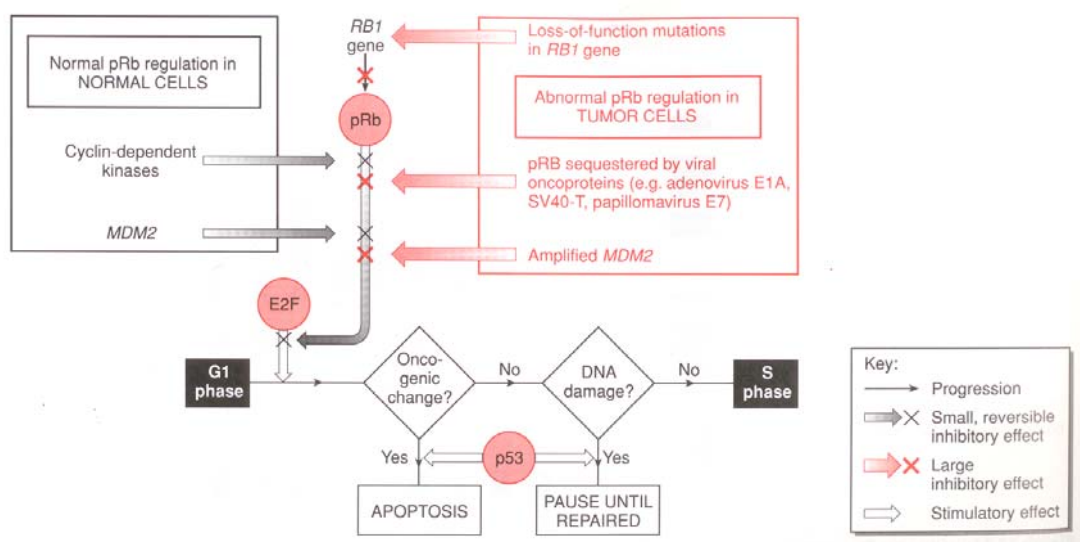 Normal pRb regulation in
NORMAL CELLS
Cyclin-dependent
kinases
MDM2
RB1
gene
pRb
Loss-of-function mutations
in RB1 gene
Abnormal pRb regulation in
TUMOR CELLS
pRB sequestered by viral
oncoproteins (e.g. adenovirus E1A,
SV40-T, papillomavirus E7)
Amplified MDM2
E2F
G1
phase
Onco-
genic
change?
No
DNA
damage?
No
S
phase
Yes
p53
Yes
APOPTOSIS
PAUSE UNTIL
REPAIRED
Key:
Progression
Small, reversible
inhibitory effect
Large
inhibitory effect
Stimulatory effect